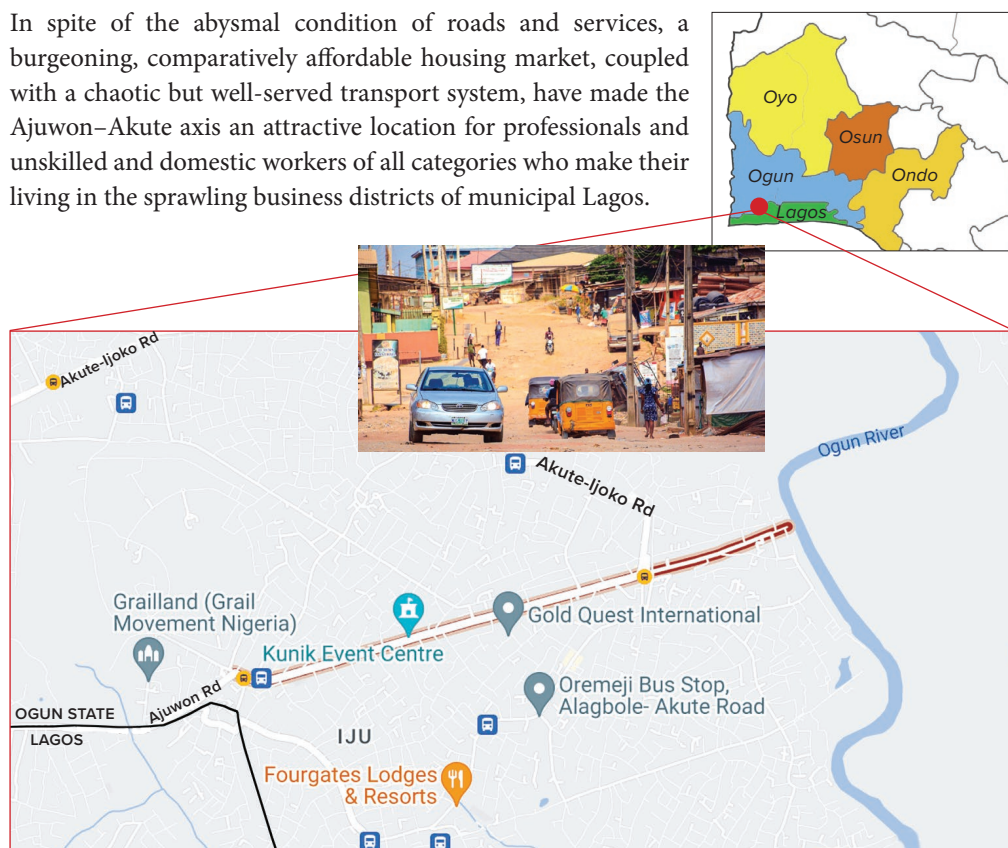 In spite of the abysmal condition of roads and services, a
burgeoning, comparatively affordable housing market, coupled
with a chaotic but well-served transport system, have made the
Ajuwon–Akute axis an attractive location for professionals and
unskilled and domestic workers of all categories who make their
living in the sprawling business districts of municipal Lagos.
Oyo
Osun
Ogun
Ondo
Lagos
Akute-Ijoko Rd
Ogun River
Akute-Ijoko Rd
Grailland (Grail
Movement Nigeria)
Kunik Event Centre
Gold Quest International
Ajuwon Rd
Oremeji Bus Stop,
Alagbole- Akute Road
OGUN STATE
LAGOS
IJU
Fourgates Lodges
& Resorts